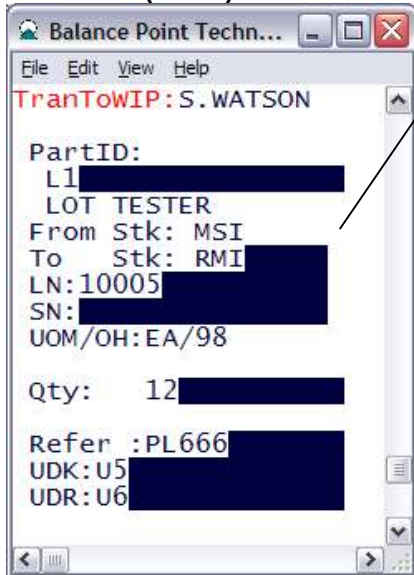 Balance Point Techn...
File Edit View Help
TranToWIP:S.WATSON
PartID:
L1
LOT TESTER
From Stk: MSI
To Stk: RMI
LN:10005
SN:
UOM/OH:EA/98
Qty: 12
Refer :PL666
UDK:U5
UDR:U6